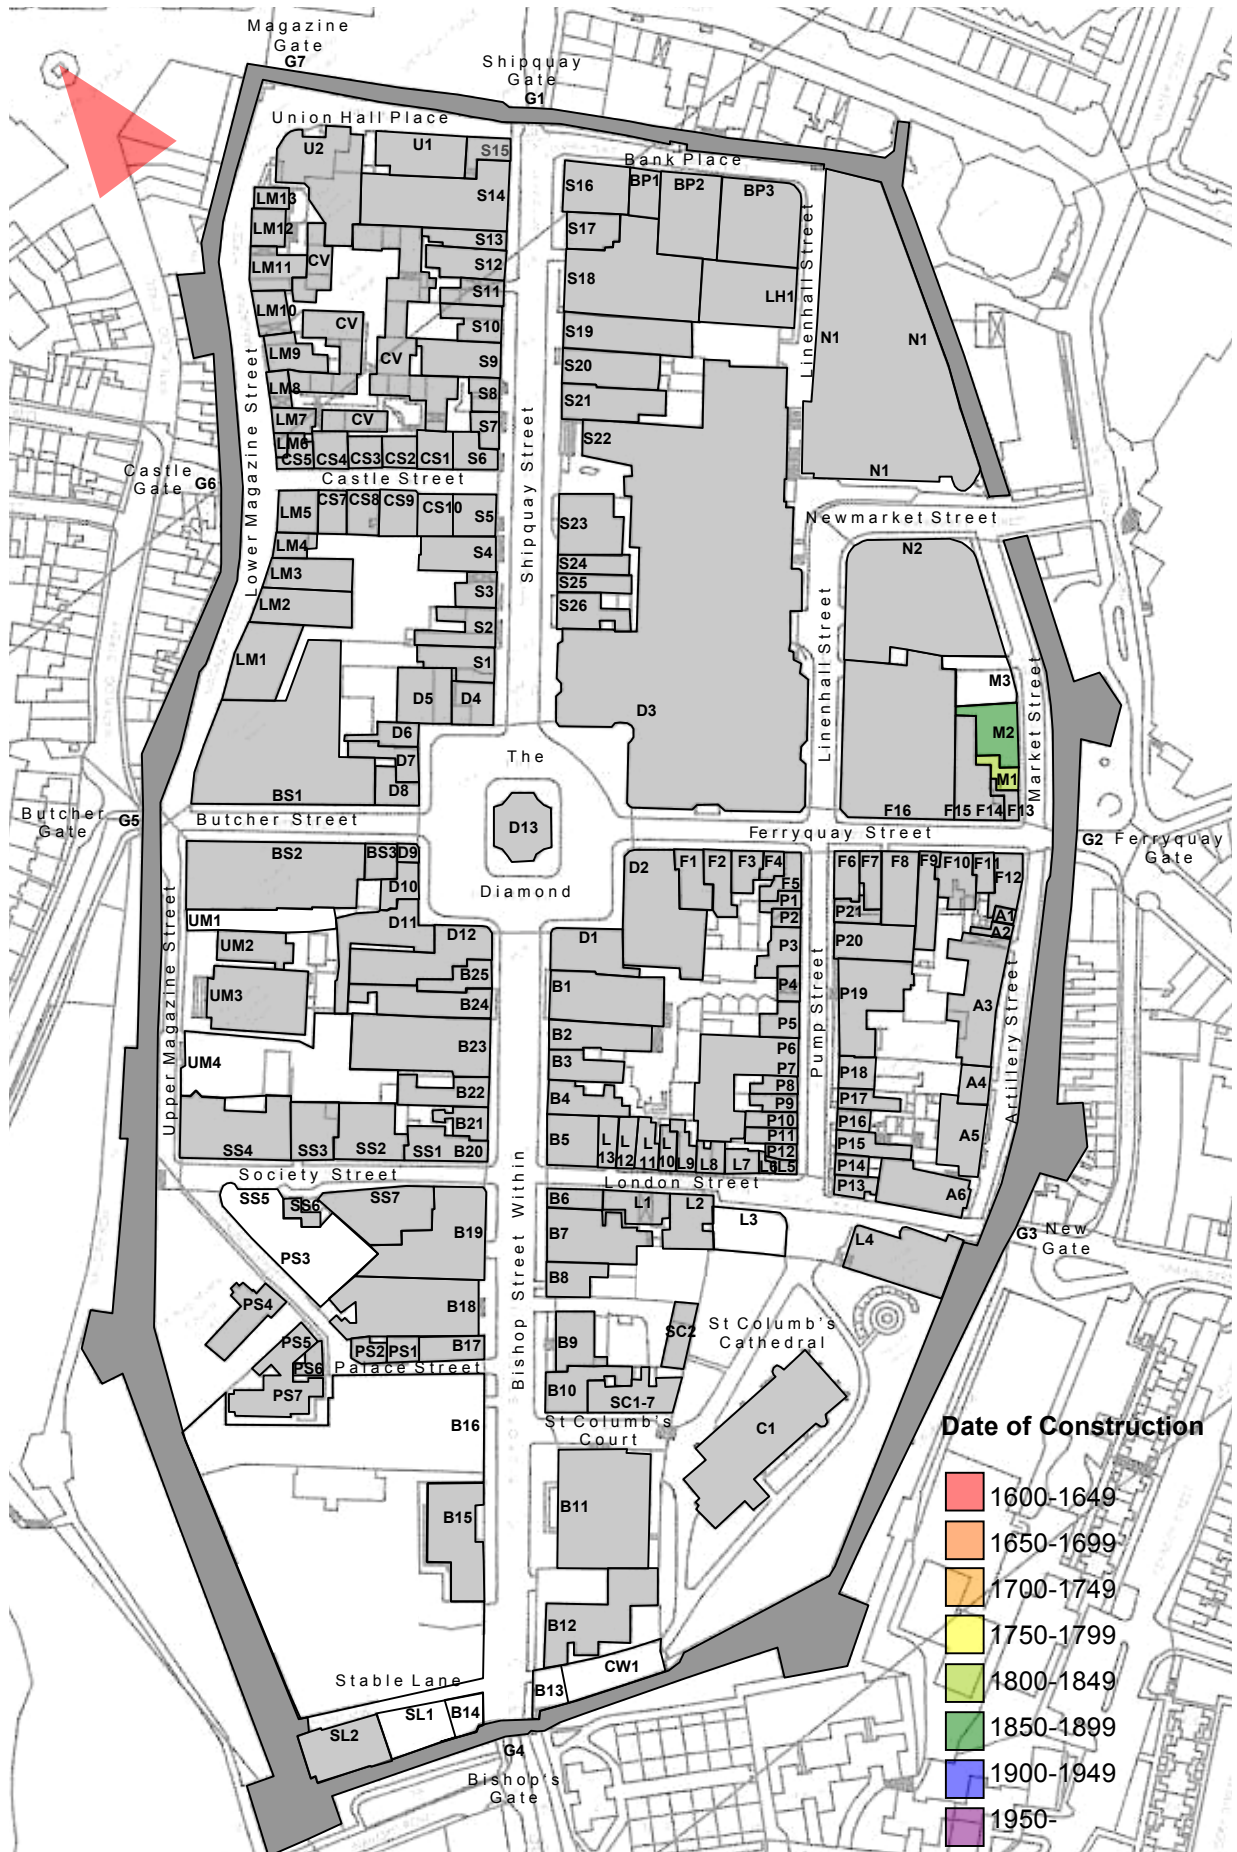 Magazine
Gate
G7
Shipquay
Gate
G1
Union Hall Place
U2
U1
S15
Bank Place
S16
BP1
BP2
BP3
S14
LM13
LM12
S17
S13
CV
S12
LM11
S18
S11
LH1
LM10
CV
S10
S19
Linenhall Street
N1
N1
LM9
CV
S9
S20
LM8
S8
S21
Lower Magazine Street
LM7
CV
S7
S22
LM6
CS5
CS4
CS3
CS2
CS1
S6
Shipquay Street
Castle
Gate
G6
Castle Street
N1
LM5
CS7
CS8
CS9
CS10
S5
S23
Newmarket Street
LM4
S4
N2
LM3
S24
S25
LM2
S3
S26
S2
LM1
S1
Linenhall Street
M3
D5
D4
D3
Market Street
D6
M2
The
D7
M1
BS1
D8
F16
F15
F14
F13
Butcher
Gate
G5
Butcher Street
D13
Ferryquay Street
G2
Ferryquay
Gate
BS2
BS3
D9
D2
F1
F2
F3
F4
F5
F6
F7
F8
F9
F10
F11
F12
D10
Diamond
UM1
D11
P1
P2
P21
A1
A2
Upper Magazine Street
UM2
D12
D1
P3
P20
B25
UM3
B1
P4
P19
A3
B24
P5
Pump Street
Artillery Street
B23
B2
P6
UM4
B3
P7
P18
B22
P8
A4
B4
P9
P17
B21
P10
P16
SS4
SS3
SS2
SS1
B20
B5
L
13
L
12
L
11
L
10
L9
L8
L7
L6
L5
P11
P12
P15
A5
P14
P13
A6
Society Street
London Street
SS5
SS6
SS7
B6
L1
L2
L3
B19
B7
L4
G3
New
Gate
PS3
B8
Bishop Street Within
PS4
B18
St Columb's
Cathedral
PS5
PS2
PS1
B17
B9
SC2
PS6
Palace Street
PS7
B10
SC1-7
B16
St Columb's
Court
C1
Date of Construction
B15
B11
1600-1649
1650-1699
1700-1749
B12
1750-1799
Stable Lane
CW1
1800-1849
B13
SL2
SL1
B14
1850-1899
G4
Bishop's
Gate
1900-1949
1950-